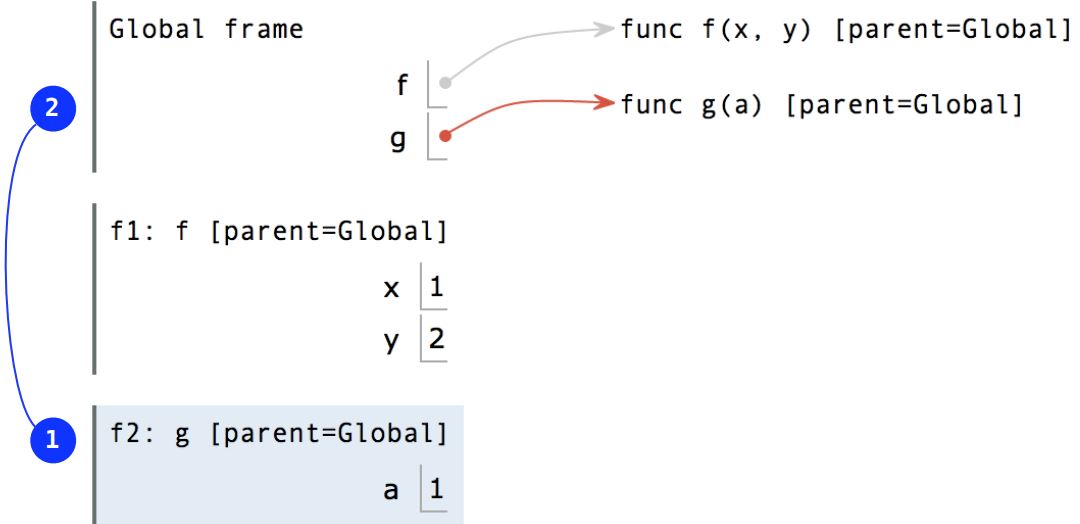 Global frame
func f(x, y) [parent=Global]
f
func g(a) [parent=Global]
2
g
f1: f [parent=Global]
x 1
y 2
f2: g [parent=Global]
1
a 1